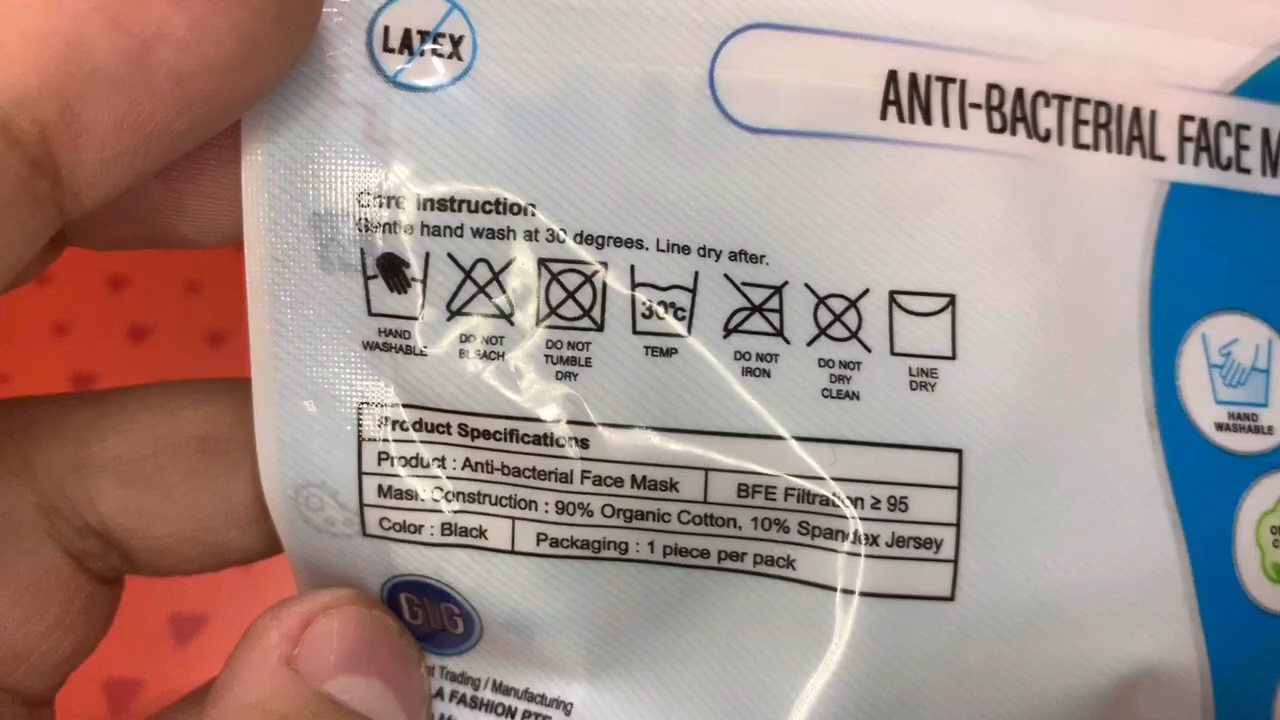 LATEX
ANTI-BACTERIAL FACE
Care instruction
Gentle hand wash at 30 degrees. Line dry after.
30°c
HAND
WASHABLE
DO NOT
BLEACH
DO NOT
TUMBLE
DRY
TEMP
DO NOT
IRON
DO NOT
DRY
CLEAN
LINE
DRY
HAND
WASHABLE
Product Specifications
Product : Anti-bacterial Face Mask
BFE Filtration ≥ 95
Mask Construction : 90% Organic Cotton, 10% Spandex Jersey
Color : Black
Packaging : 1 piece per pack
GIG
Trading / Manufacturing
FASHION PTE